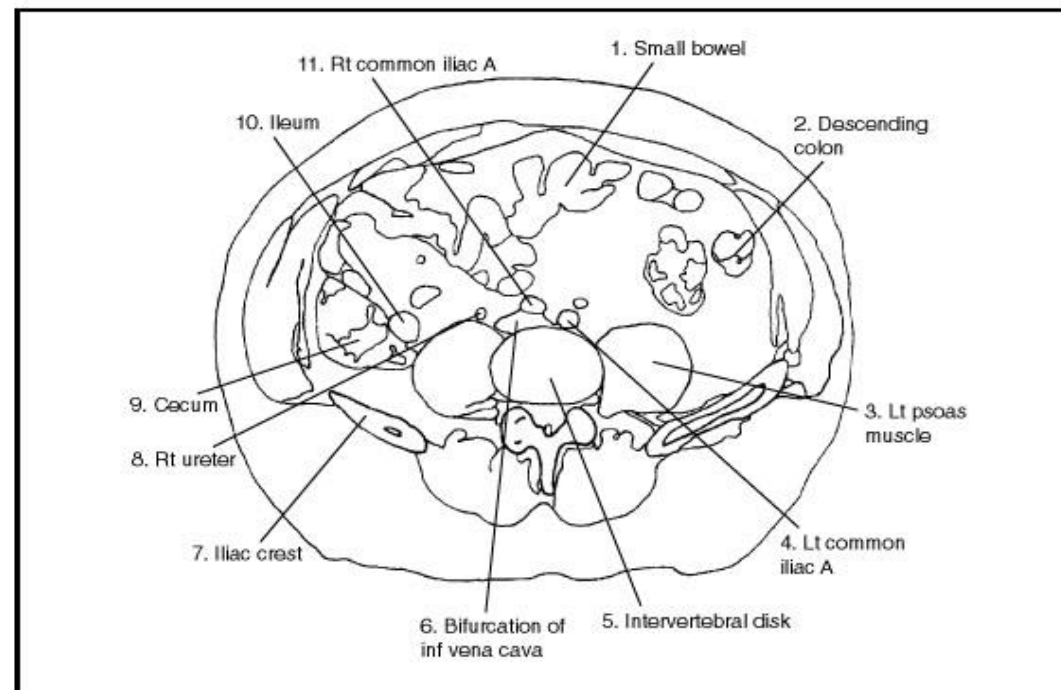 1. Small bowel
11. Rt common iliac A
10. Ileum
2. Descending
colon
9. Cecum
3. Lt psoas
muscle
8. Rt ureter
7. Iliac crest
4. Lt common
iliac A
6. Bifurcation of
inf vena cava
5. Intervertebral disk